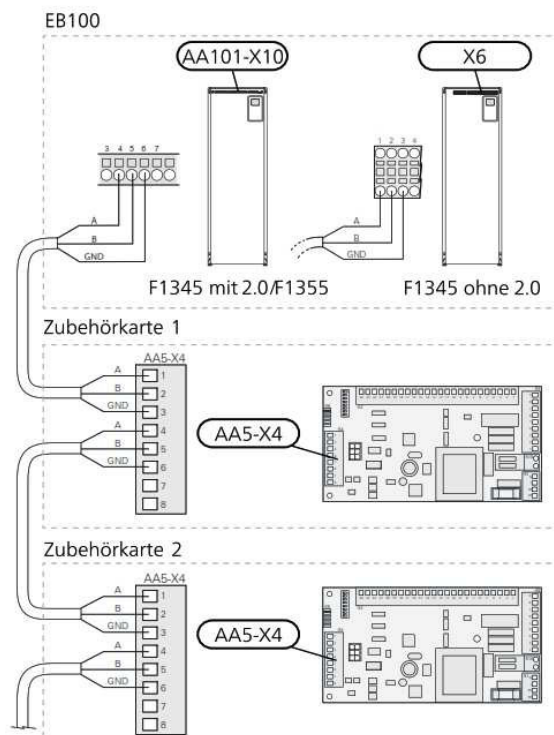 EB100
AA101-X10
X6
3 4 5 6 7
1 2 3 4
A
B
GND
A
B
GND
F1345 mit 2.0/F1355
F1345 ohne 2.0
Zubehörkarte 1
AA5-X4
A
B
GND
A
B
GND
1
2
3
4
5
6
7
8
AA5-X4
Zubehörkarte 2
AA5-X4
A
B
GND
A
B
GND
1
2
3
4
5
6
7
8
AA5-X4